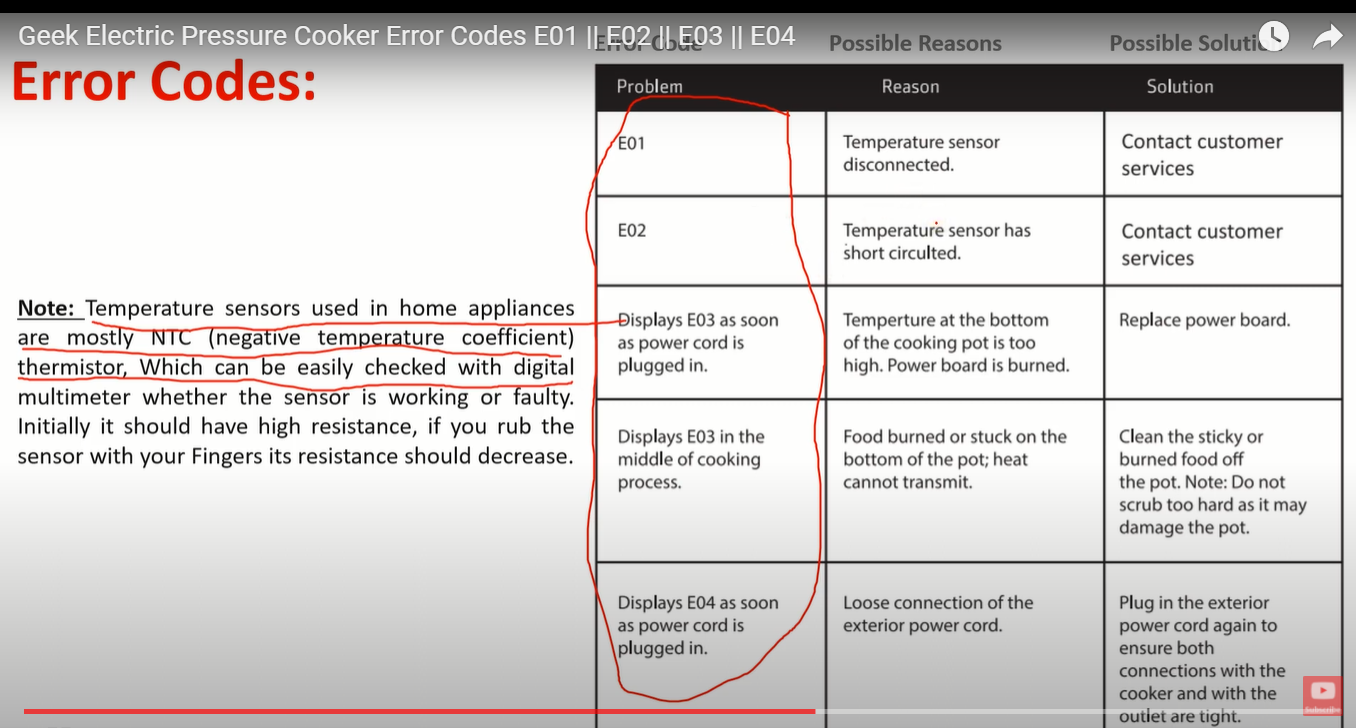 Geek Electric Pressure Cooker Error Codes E01 || E02 || E03 || E04
Error Code
Possible Reasons
Possible
Error Codes:
Problem
Reason
Solution
E01
Temperature sensor
disconnected.
Contact customer
services
E02
Temperature sensor has
short circulted.
Contact customer
services
Note: Temperature sensors used in home appliances
are mostly NTC (negative temperature coefficient)
thermistor, Which can be easily checked with digital
multimeter whether the sensor is working or faulty.
Initially it should have high resistance, if you rub the
sensor with your Fingers its resistance should decrease.
Displays E03 as soon
as power cord is
plugged in.
Temperture at the bottom
of the cooking pot is too
high. Power board is burned.
Replace power board.
Displays E03 in the
middle of cooking
process.
Food burned or stuck on the
bottom of the pot; heat
cannot transmit.
Clean the sticky or
burned food off
the pot. Note: Do not
scrub too hard as it may
damage the pot.
Displays E04 as soon
as power cord is
plugged in.
Loose connection of the
exterior power cord.
Plug in the exterior
power cord again to
ensure both
connections with the
cooker and with the
outlet are tight.
Subscribe